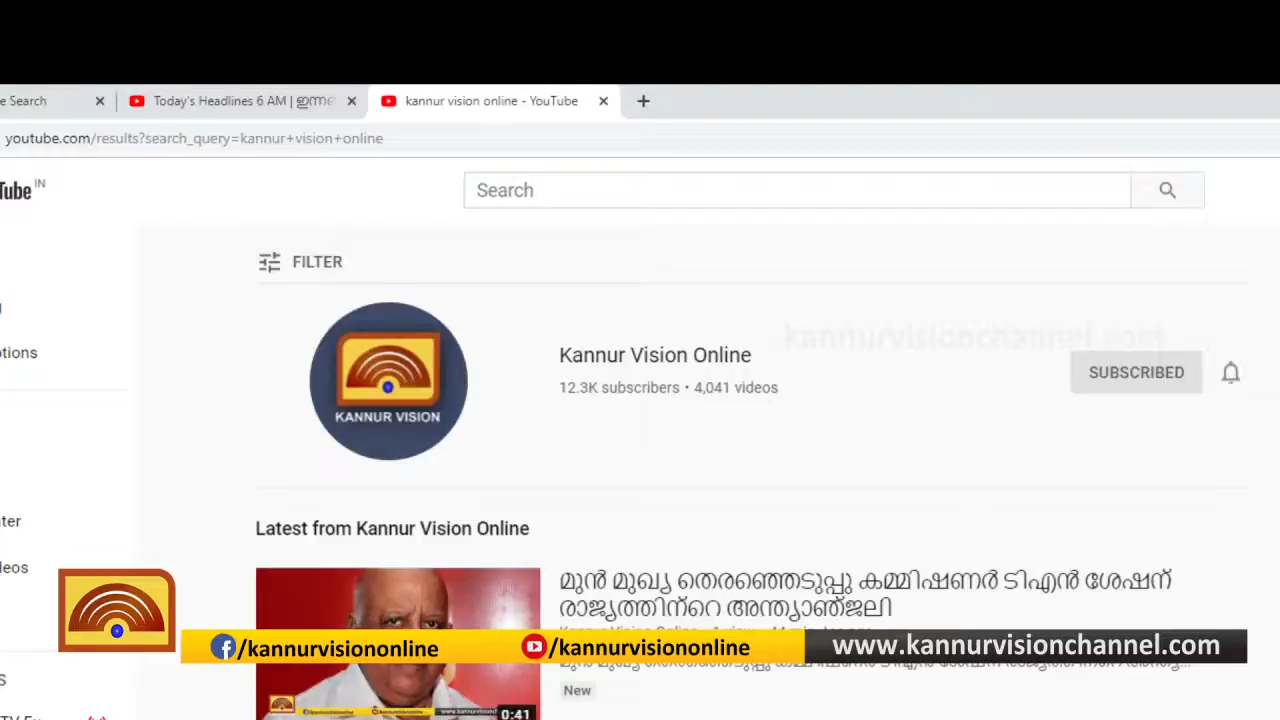 e Search
Today's Headlines 6 AM | ഇന്നത
kannur vision online - YouTube
youtube.com/results?search_query=kannur+vision+online
Tube IN
Search
FILTER
kannurvisionchannel.com
ptions
KANNUR VISION
Kannur Vision Online
12.3K subscribers • 4,041 videos
SUBSCRIBED
Latest from Kannur Vision Online
ter
eos
മുൻ മുഖ്യ തെരഞ്ഞെടുപ്പു കമ്മിഷണർ ടിഎൻ ശേഷന്
രാജ്യത്തിന്റെ അന്ത്യാഞ്ജലി
/kannurvisiononline
/kannurvisiononline
www.kannurvisionchannel.com
New
0:41